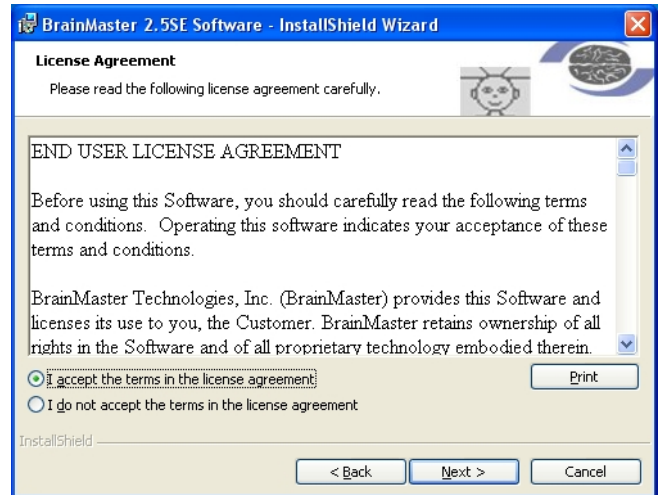 BrainMaster 2.5SE Software - InstallShield Wizard
License Agreement
Please read the following license agreement carefully.
END USER LICENSE AGREEMENT
Before using this Software, you should carefully read the following terms
and conditions.  Operating this software indicates your acceptance of these
terms and conditions.
BrainMaster Technologies, Inc. (BrainMaster) provides this Software and
licenses its use to you, the Customer. BrainMaster retains ownership of all
rights in the Software and of all proprietary technology embodied therein.
I accept the terms in the license agreement
Print
I do not accept the terms in the license agreement
InstallShield
< Back
Next >
Cancel